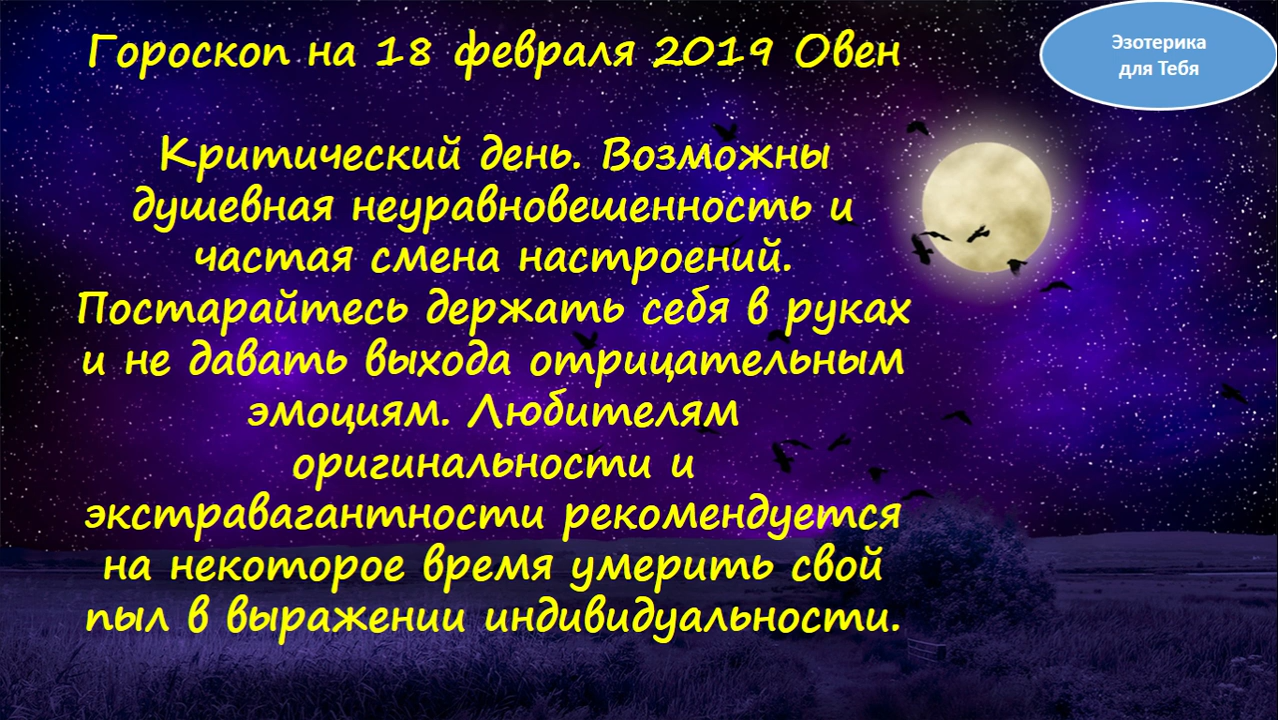 Гороскоп на 18 февраля 2019 Овен
Эзотерика
для Тебя
Критический день. Возможны
душевная неуравновешенность и
частая смена настроений.
Постарайтесь держать себя в руках
и не давать выхода отрицательным
эмоциям. Любителям
оригинальности и
экстравагантности рекомендуется
на некоторое время умерить свой
пыл в выражении индивидуальности.